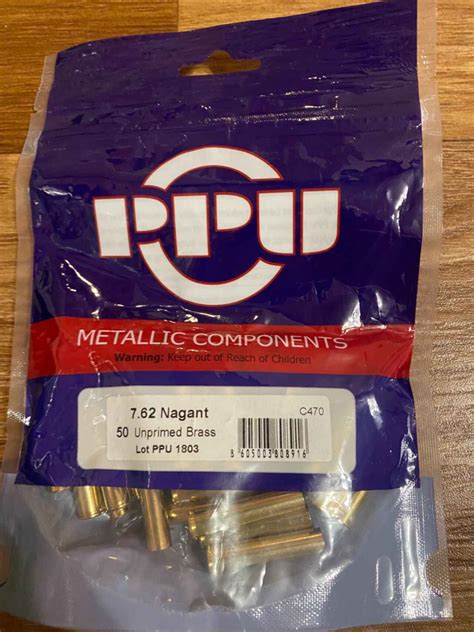 PPU
METALLIC COMPONENTS
Warning: Keep out of Reach of Children
7.62 Nagant
C470
50 Unprimed Brass
Lot PPU 1803
8 605003 808916